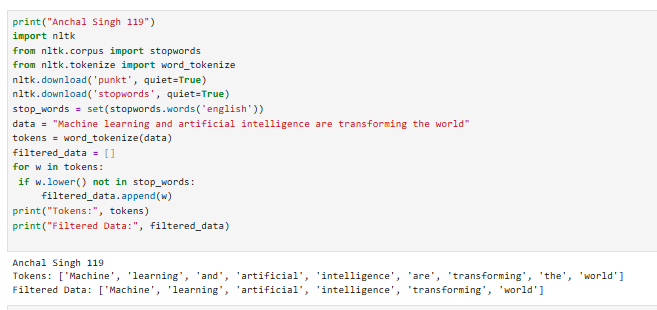 print("Anchal Singh 119")
import nltk
from nltk.corpus import stopwords
from nltk.tokenize import word_tokenize
nltk.download('punkt', quiet=True)
nltk.download('stopwords', quiet=True)
stop_words = set(stopwords.words('english'))
data = "Machine learning and artificial intelligence are transforming the world"
tokens = word_tokenize(data)
filtered_data = []
for w in tokens:
 if w.lower() not in stop_words:
     filtered_data.append(w)
print("Tokens:", tokens)
print("Filtered Data:", filtered_data)
Anchal Singh 119
Tokens: ['Machine', 'learning', 'and', 'artificial', 'intelligence', 'are', 'transforming', 'the', 'world']
Filtered Data: ['Machine', 'learning', 'artificial', 'intelligence', 'transforming', 'world']